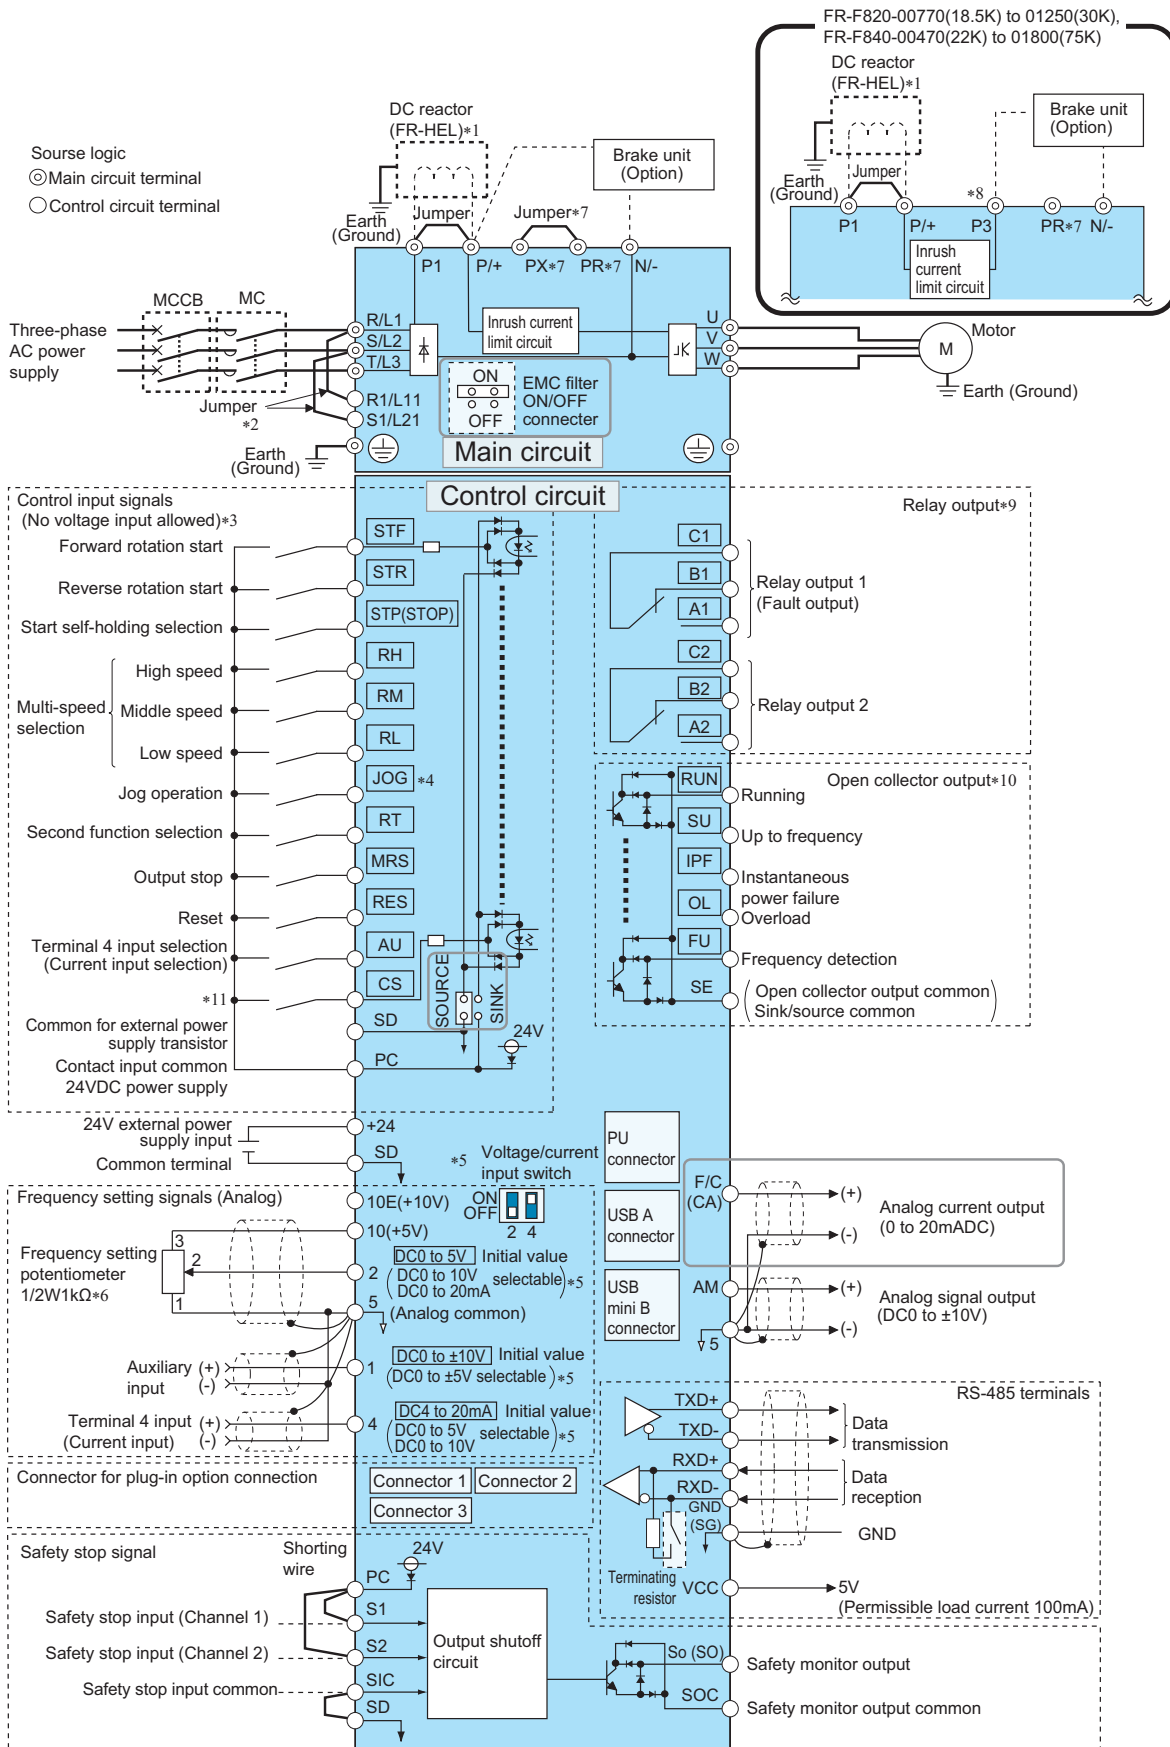 FR-F820-00770(18.5K) to 01250(30K),
FR-F840-00470(22K) to 01800(75K)
DC reactor
(FR-HEL)*1
Brake unit
(Option)
Earth
(Ground)
Jumper
*8
P1
P/+
P3
PR*7
N/-
Inrush
current
limit circuit
Sourse logic
Main circuit terminal
Control circuit terminal
DC reactor
(FR-HEL)*1
Brake unit
(Option)
Earth
(Ground)
Jumper
Jumper*7
P1
P/+
PX*7
PR*7
N/-
MCCB
MC
Three-phase
AC power
supply
R/L1
S/L2
T/L3
R1/L11
S1/L21
Jumper
*2
Earth
(Ground)
Inrush current
limit circuit
ON
OFF
EMC filter
ON/OFF
connecter
U
V
W
Motor
M
Earth (Ground)
Main circuit
Control circuit
Control input signals
(No voltage input allowed)*3
Forward rotation start
STF
Reverse rotation start
STR
Start self-holding selection
STP(STOP)
Multi-speed
selection
High speed
RH
Middle speed
RM
Low speed
RL
Jog operation
JOG *4
Second function selection
RT
Output stop
MRS
Reset
RES
Terminal 4 input selection
(Current input selection)
AU
*11
CS
Common for external power
supply transistor
SD
Contact input common
24VDC power supply
PC
SOURCE
SINK
24V
Relay output*9
C1
B1
A1
Relay output 1
(Fault output)
C2
B2
A2
Relay output 2
Open collector output*10
RUN
Running
SU
Up to frequency
IPF
Instantaneous
power failure
OL
Overload
FU
Frequency detection
SE
Open collector output common
Sink/source common
24V external power
supply input
+24
Common terminal
SD
*5 Voltage/current
input switch
ON
OFF
2 4
PU
connector
USB A
connector
USB
mini B
connector
Frequency setting signals (Analog)
10E(+10V)
10(+5V)
Frequency setting
potentiometer
1/2W1kΩ*6
3
2
1
2
DC0 to 5V Initial value
(DC0 to 10V
DC0 to 20mA selectable)*5
5
(Analog common)
Auxiliary
input
(+)
(-)
1
DC0 to ±10V Initial value
(DC0 to ±5V selectable)*5
Terminal 4 input
(Current input)
(+)
(-)
4
DC4 to 20mA Initial value
(DC0 to 5V
DC0 to 10V selectable)*5
F/C
(CA)
(+)
(-)
Analog current output
(0 to 20mADC)
AM
5
(+)
(-)
Analog signal output
(DC0 to ±10V)
Connector for plug-in option connection
Connector 1
Connector 2
Connector 3
RS-485 terminals
TXD+
TXD-
Data
transmission
RXD+
RXD-
Data
reception
GND
(SG)
GND
Terminating
resistor
VCC
5V
(Permissible load current 100mA)
Safety stop signal
Shorting
wire
24V
PC
Safety stop input (Channel 1)
S1
Safety stop input (Channel 2)
S2
Safety stop input common
SIC
SD
Output shutoff
circuit
So (SO)
Safety monitor output
SOC
Safety monitor output common